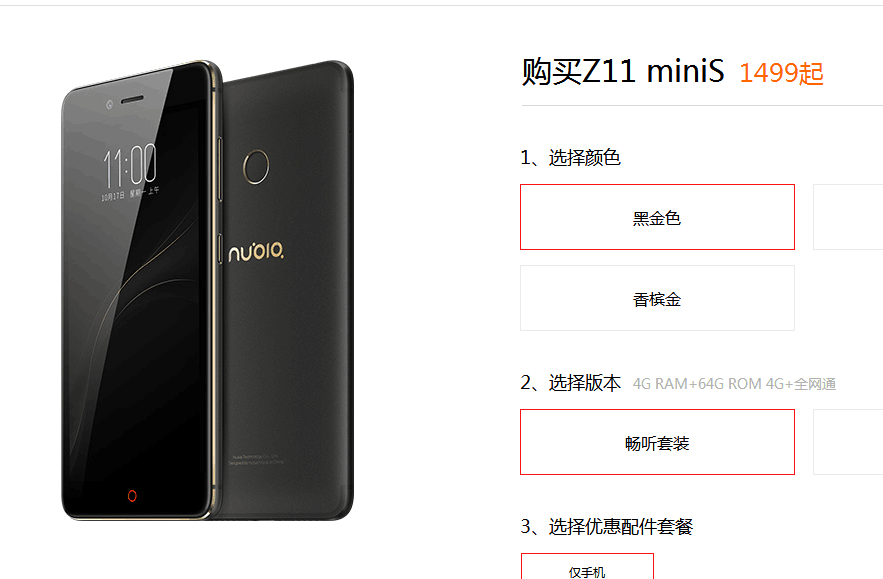 购买Z11 miniS 1499起
1、选择颜色
黑金色
香槟金
2、选择版本 4G RAM+64G ROM 4G+全网通
畅听套装
3、选择优惠配件套餐
仅手机
11:00
10月17日 星期一 上午
nubia